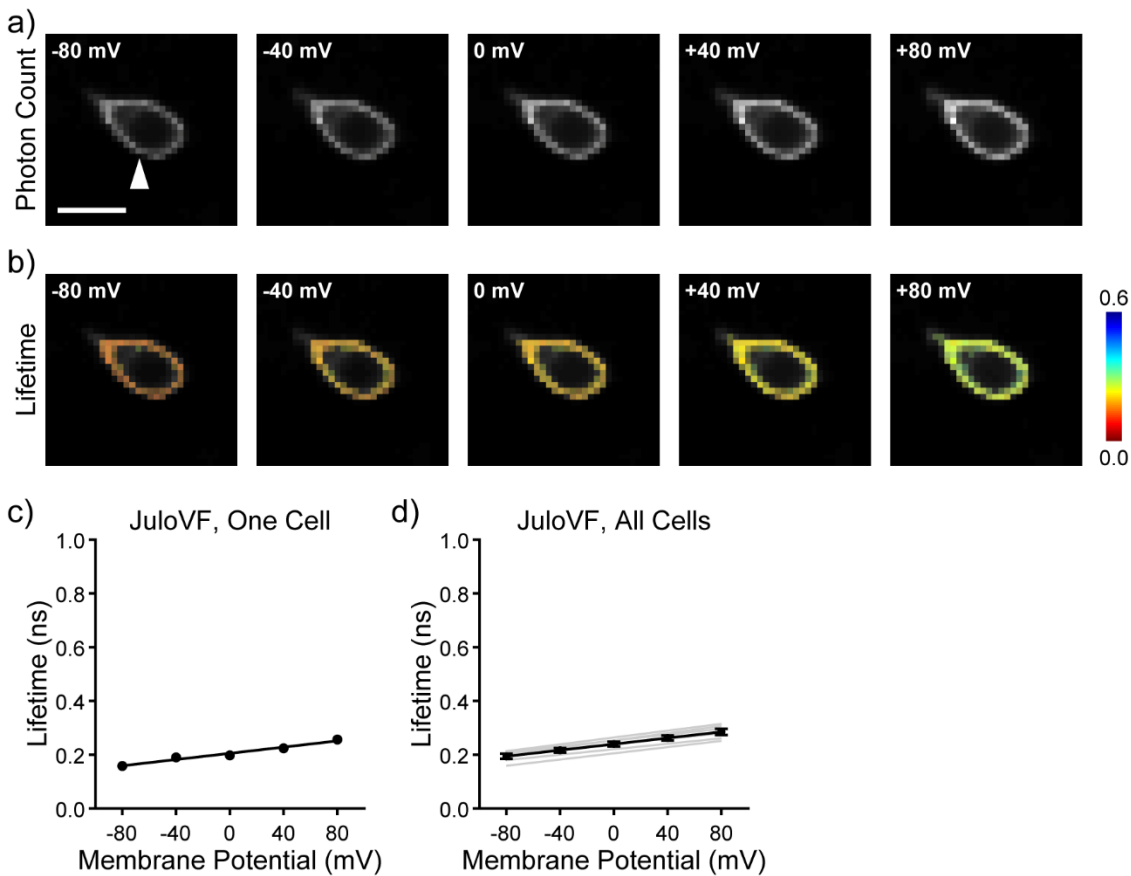 a)
Photon Count
-80 mV
-40 mV
0 mV
+40 mV
+80 mV
b)
Lifetime
-80 mV
-40 mV
0 mV
+40 mV
+80 mV
0.6
0.0
c)
JuloVF, One Cell
Lifetime (ns)
1.0
0.8
0.6
0.4
0.2
0.0
-80
-40
0
40
80
Membrane Potential (mV)
d)
JuloVF, All Cells
Lifetime (ns)
1.0
0.8
0.6
0.4
0.2
0.0
-80
-40
0
40
80
Membrane Potential (mV)